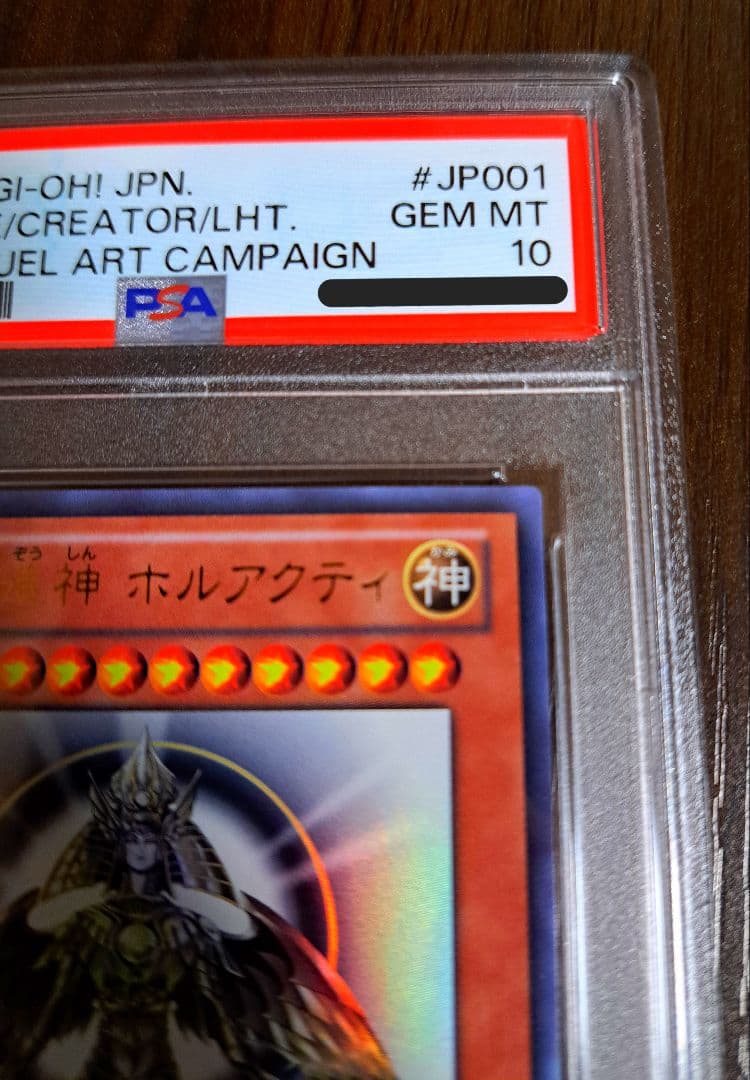 GI-OH! JPN. #JP001
/CREATOR/LHT. GEM MT
UEL ART CAMPAIGN 10
PSA
ぞう しん
神 ホルアクティ
かみ
神